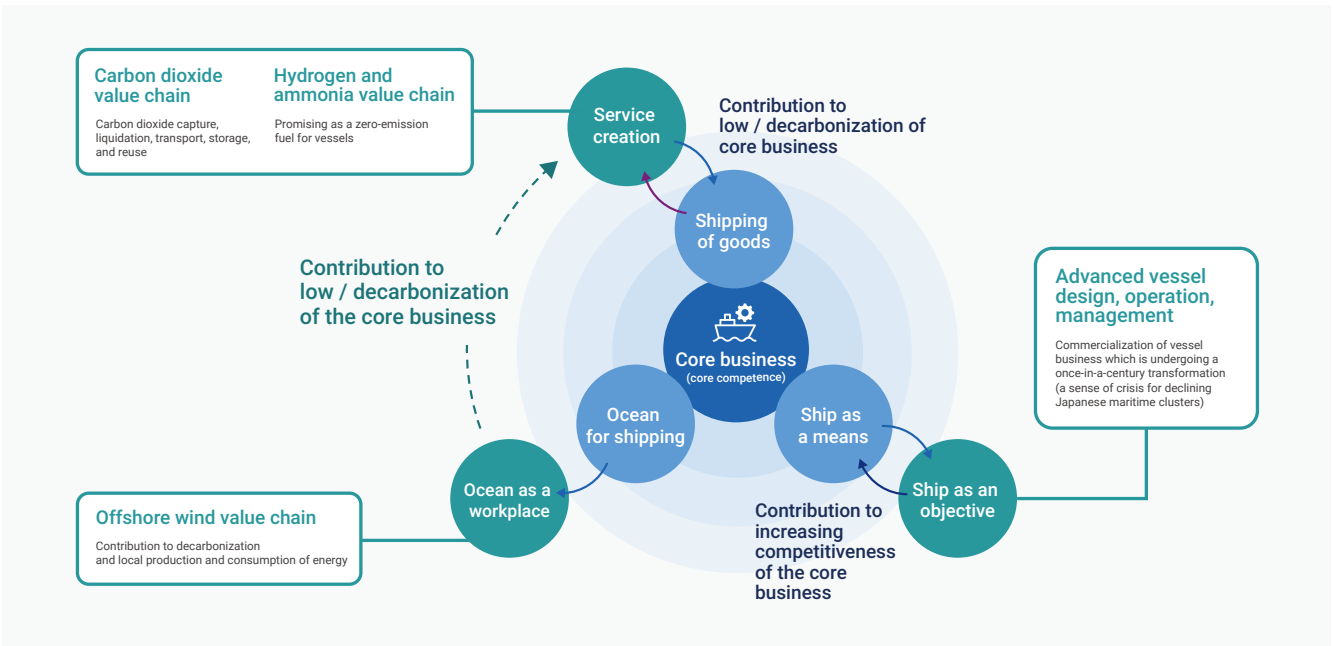 Carbon dioxide
value chain
Carbon dioxide capture,
liquidation, transport, storage,
and reuse
Hydrogen and
ammonia value chain
Promising as a zero-emission
fuel for vessels
Service
creation
Contribution to
low / decarbonization of
core business
Shipping
of goods
Contribution to
low / decarbonization
of the core business
Core business
(core competence)
Advanced vessel
design, operation,
management
Commercialization of vessel
business which is undergoing a
once-in-a-century transformation
(a sense of crisis for declining
Japanese maritime clusters)
Ocean
for shipping
Ship as
a means
Ocean as a
workplace
Ship as an
objective
Offshore wind value chain
Contribution to decarbonization
and local production and consumption of energy
Contribution to
increasing
competitiveness
of the core
business